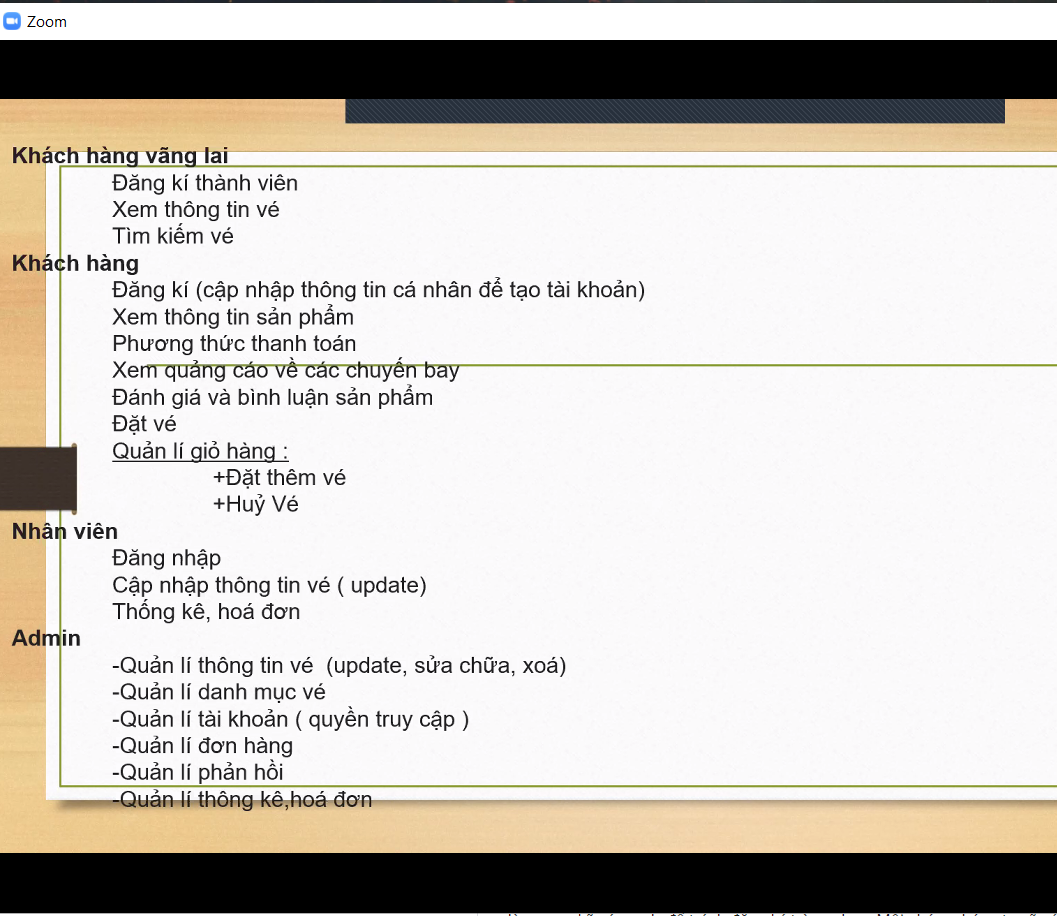 Zoom
Khách hàng vãng lai
Đăng kí thành viên
Xem thông tin vé
Tìm kiếm vé
Khách hàng
Đăng kí (cập nhập thông tin cá nhân để tạo tài khoản)
Xem thông tin sản phẩm
Phương thức thanh toán
Xem quảng cáo về các chuyến bay
Đánh giá và bình luận sản phẩm
Đặt vé
Quản lí giỏ hàng :
+Đặt thêm vé
+Huỷ Vé
Nhân viên
Đăng nhập
Cập nhập thông tin vé ( update)
Thống kê, hoá đơn
Admin
-Quản lí thông tin vé  (update, sửa chữa, xoá)
-Quản lí danh mục vé
-Quản lí tài khoản ( quyền truy cập )
-Quản lí đơn hàng
-Quản lí phản hồi
-Quản lí thông kê,hoá đơn